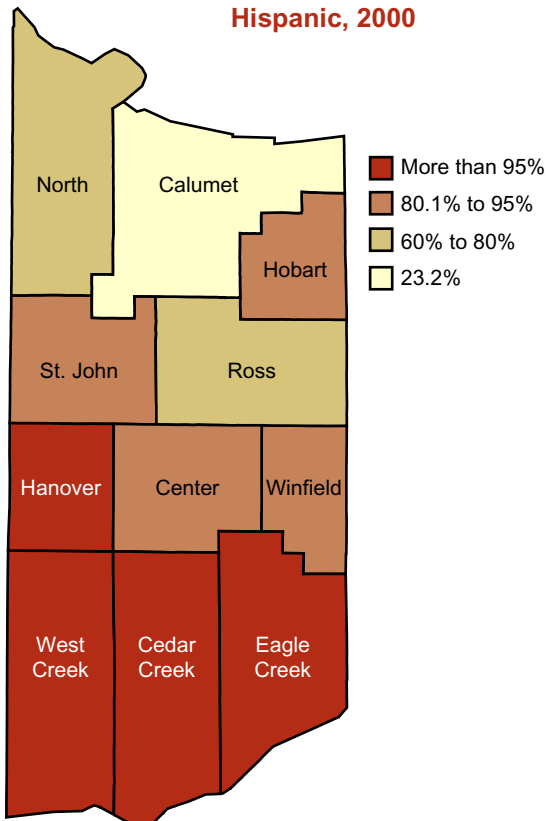 Hispanic, 2000
North
Calumet
More than 95%
80.1% to 95%
60% to 80%
23.2%
Hobart
St. John
Ross
Hanover
Center
Winfield
West
Creek
Cedar
Creek
Eagle
Creek